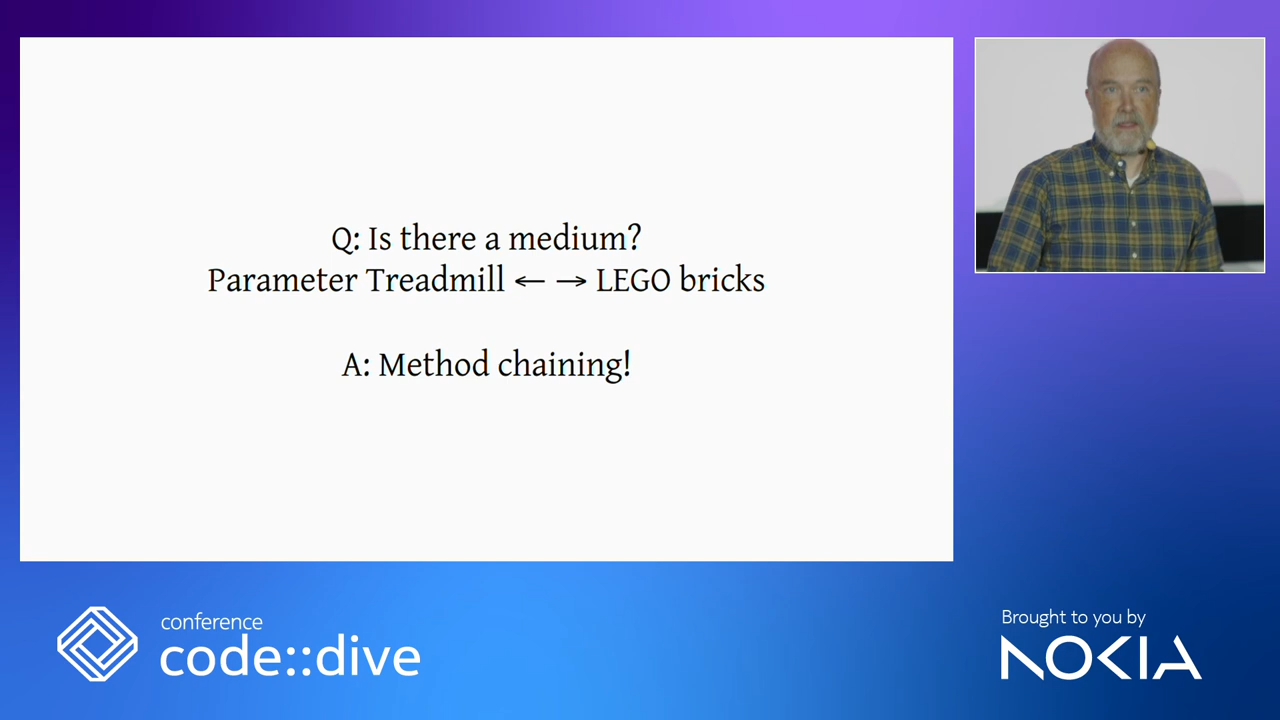 Q: Is there a medium?
Parameter Treadmill ← → LEGO bricks
A: Method chaining!
conference
code::dive
Brought to you by
NOKIA